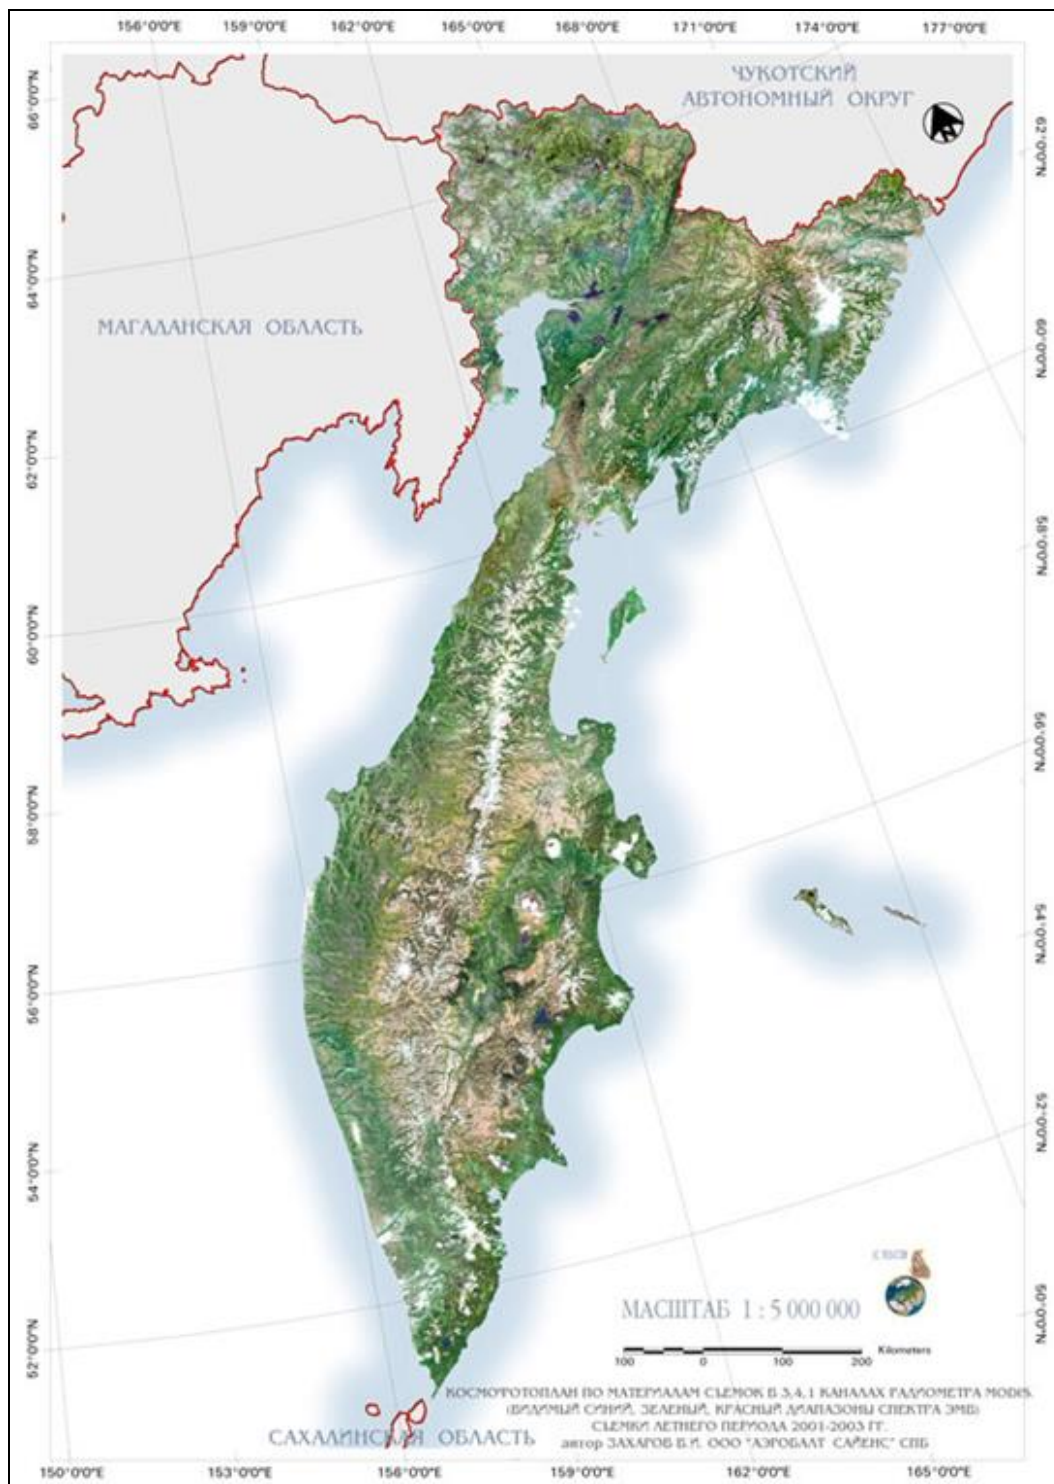 156°0'0"E 159°0'0"E 162°0'0"E 165°0'0"E 168°0'0"E 171°0'0"E 174°0'0"E 177°0'0"E
ЧУКОТСКИЙ
АВТОНОМНЫЙ ОКРУГ
66°0'0"N
62°0'0"N
64°0'0"N
МАГАДАНСКАЯ ОБЛАСТЬ
60°0'0"N
62°0'0"N
58°0'0"N
60°0'0"N
56°0'0"N
58°0'0"N
54°0'0"N
56°0'0"N
52°0'0"N
54°0'0"N
50°0'0"N
52°0'0"N
МАСШТАБ 1 : 5 000 000
Kilometers
100 0 100 200
КОСМОФОТОПЛАН ПО МАТЕРИАЛАМ СЪЕМОК В 3,4,1 КАНАЛАХ РАДИОМЕТРА MODIS.
(ВИДИМЫЙ СИНИЙ, ЗЕЛЕНЫЙ, КРАСНЫЙ ДИАПАЗОНЫ СПЕКТРА ЭМВ)
СЪЕМКИ ЛЕТНЕГО ПЕРИОДА 2001-2003 ГГ.
автор ЗАХАРОВ В.И. ООО "АЭРОБАЛТ САЙЕНС" СПБ
САХАЛИНСКАЯ ОБЛАСТЬ
150°0'0"E 153°0'0"E 156°0'0"E 159°0'0"E 162°0'0"E 165°0'0"E